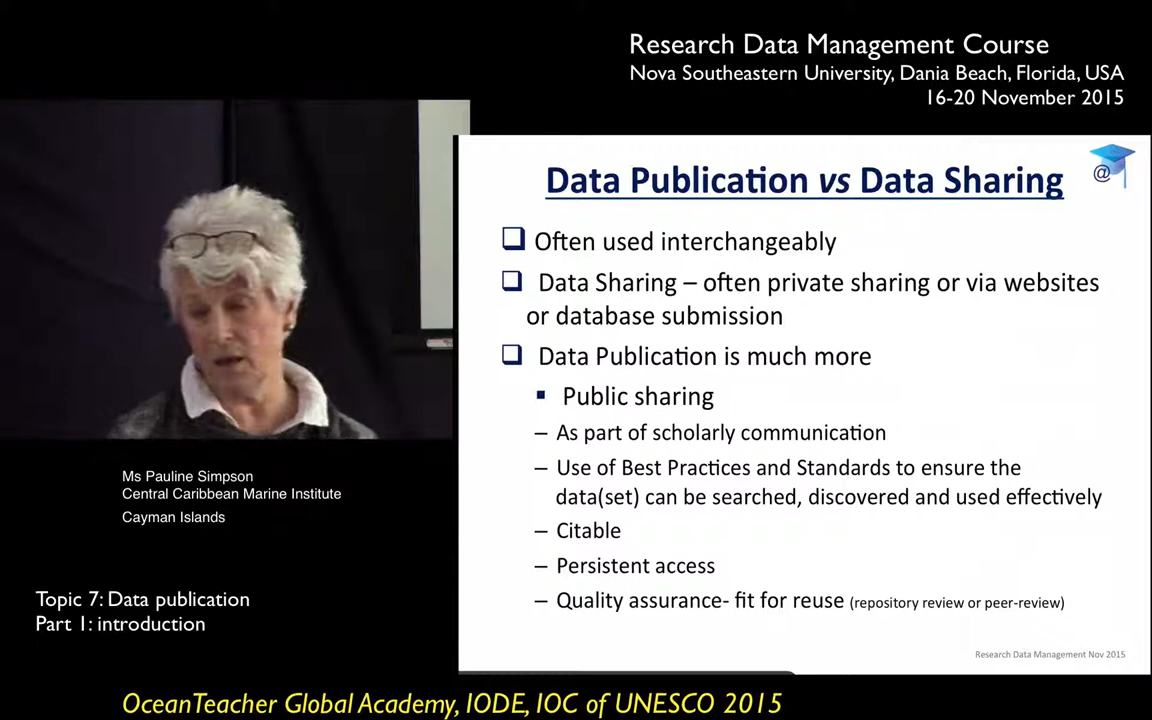 Research Data Management Course
Nova Southeastern University, Dania Beach, Florida, USA
16-20 November 2015
Data Publication vs Data Sharing
@
Often used interchangeably
Data Sharing – often private sharing or via websites
or database submission
Data Publication is much more
Public sharing
– As part of scholarly communication
– Use of Best Practices and Standards to ensure the
data(set) can be searched, discovered and used effectively
– Citable
– Persistent access
– Quality assurance- fit for reuse (repository review or peer-review)
Research Data Management Nov 2015
Ms Pauline Simpson
Central Caribbean Marine Institute
Cayman Islands
Topic 7: Data publication
Part 1: introduction
OceanTeacher Global Academy, IODE, IOC of UNESCO 2015